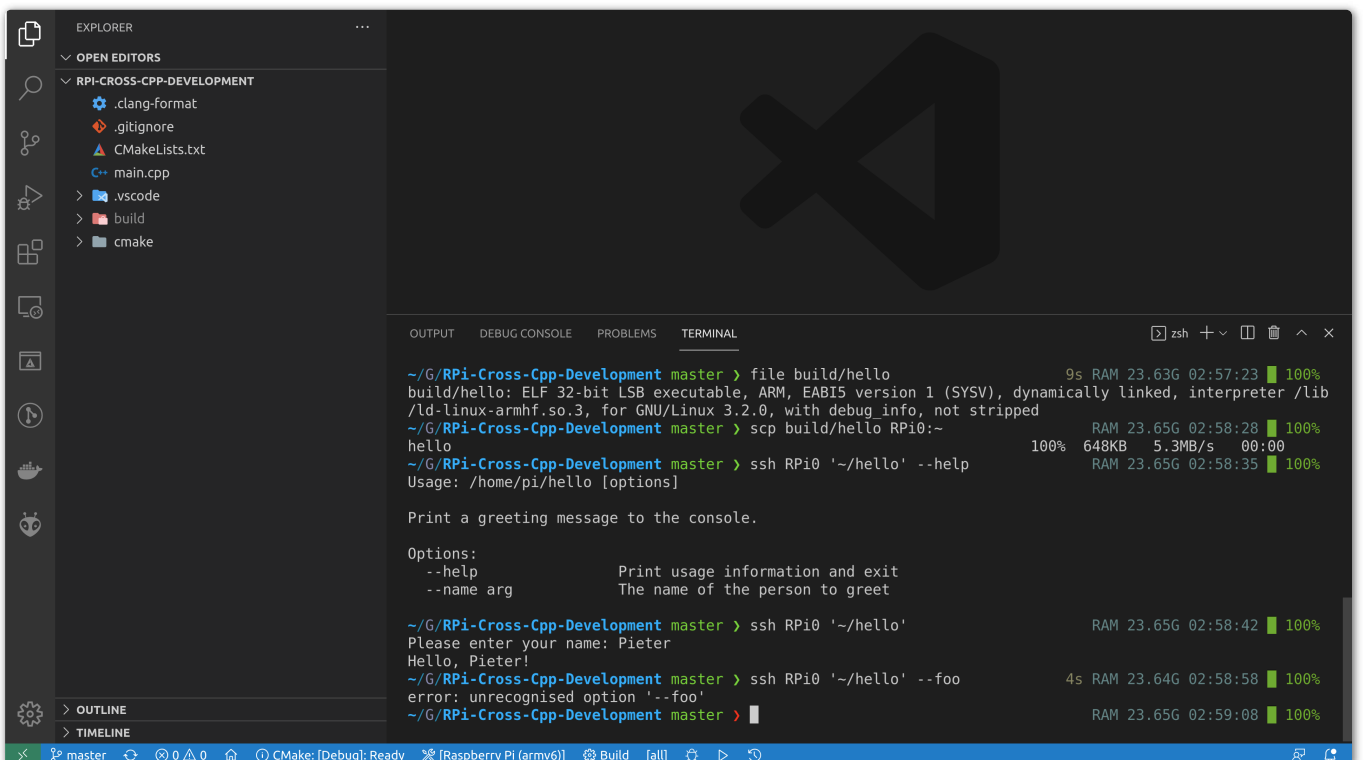 EXPLORER ...
OPEN EDITORS
RPI-CROSS-CPP-DEVELOPMENT
.clang-format
.gitignore
CMakeLists.txt
C++ main.cpp
.vscode
build
cmake
OUTLINE
TIMELINE
OUTPUT DEBUG CONSOLE PROBLEMS TERMINAL zsh
~/G/RPi-Cross-Cpp-Development master ❯ file build/hello 9s RAM 23.63G 02:57:23 100%
build/hello: ELF 32-bit LSB executable, ARM, EABI5 version 1 (SYSV), dynamically linked, interpreter /lib
/ld-linux-armhf.so.3, for GNU/Linux 3.2.0, with debug_info, not stripped
~/G/RPi-Cross-Cpp-Development master ❯ scp build/hello RPi0:~ RAM 23.65G 02:58:28 100%
hello 100% 648KB 5.3MB/s 00:00
~/G/RPi-Cross-Cpp-Development master ❯ ssh RPi0 '~/hello' --help RAM 23.65G 02:58:35 100%
Usage: /home/pi/hello [options]
Print a greeting message to the console.
Options:
--help Print usage information and exit
--name arg The name of the person to greet
~/G/RPi-Cross-Cpp-Development master ❯ ssh RPi0 '~/hello' RAM 23.65G 02:58:42 100%
Please enter your name: Pieter
Hello, Pieter!
~/G/RPi-Cross-Cpp-Development master ❯ ssh RPi0 '~/hello' --foo 4s RAM 23.64G 02:58:58 100%
error: unrecognised option '--foo'
~/G/RPi-Cross-Cpp-Development master ❯ RAM 23.65G 02:59:08 100%
master 0 0 CMake: [Debug]: Ready [Raspberry Pi (armv6)] Build [all]